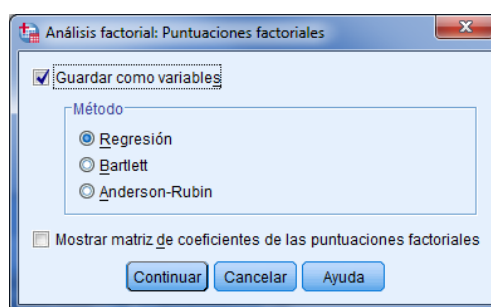 Análisis factorial: Puntuaciones factoriales
Guardar como variables
Método
Regresión
Bartlett
Anderson-Rubin
Mostrar matriz de coeficientes de las puntuaciones factoriales
Continuar Cancelar Ayuda